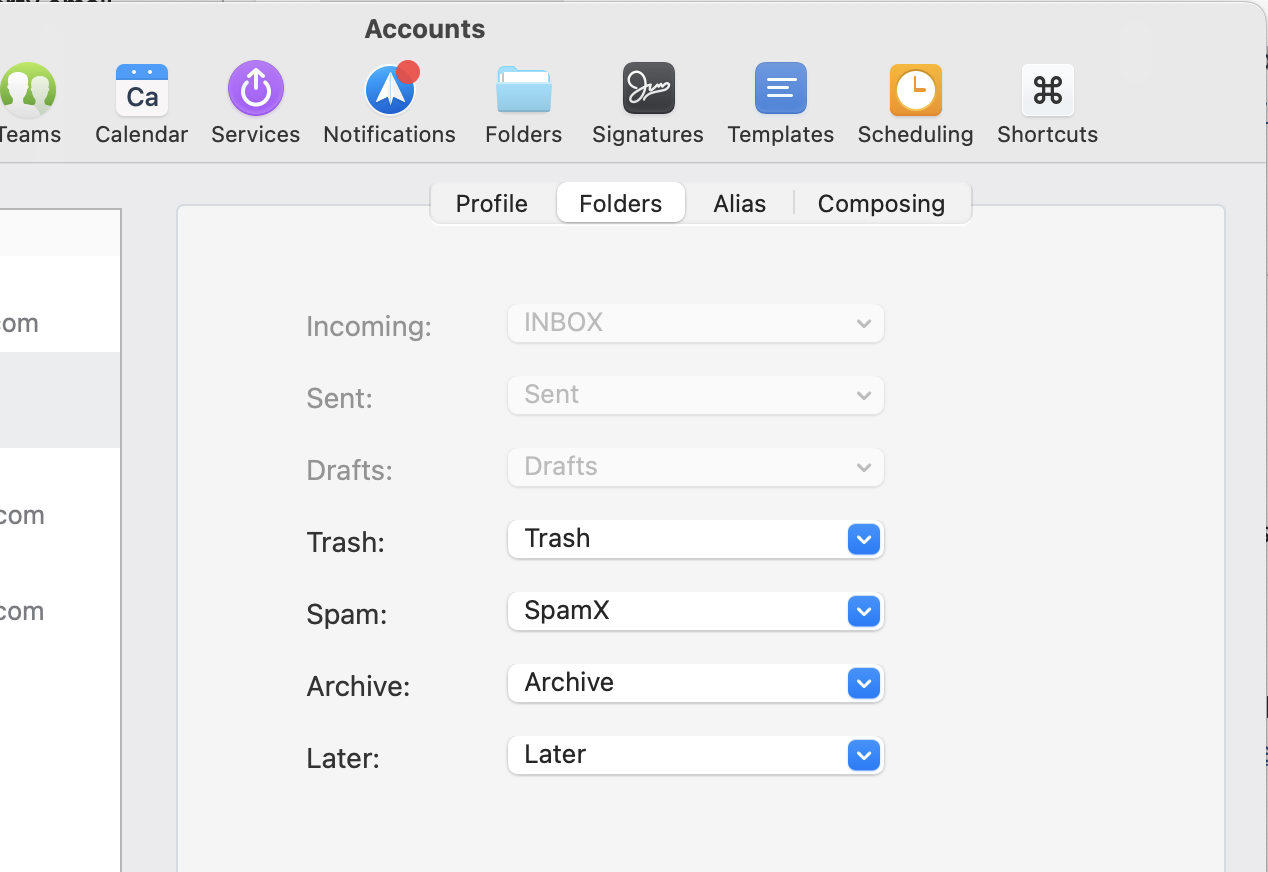 Accounts
Teams
Calendar
Services
Notifications
Folders
Signatures
Templates
Scheduling
Shortcuts
Ca
Profile
Folders
Alias
Composing
com
com
com
Incoming: INBOX
Sent: Sent
Drafts: Drafts
Trash: Trash
Spam: SpamX
Archive: Archive
Later: Later